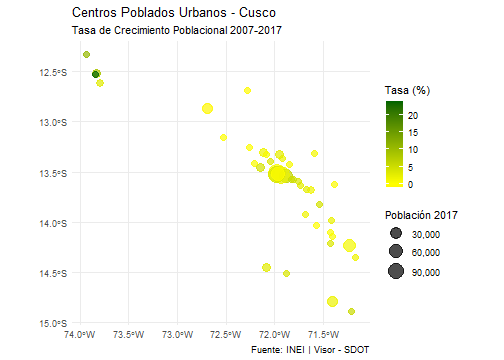 Centros Poblados Urbanos - Cusco
Tasa de Crecimiento Poblacional 2007-2017
12.5°S
13.0°S
13.5°S
14.0°S
14.5°S
15.0°S
74.0°W
73.5°W
73.0°W
72.5°W
72.0°W
71.5°W
Tasa (%)
20
15
10
5
0
Población 2017
30,000
60,000
90,000
Fuente: INEI | Visor - SDOT